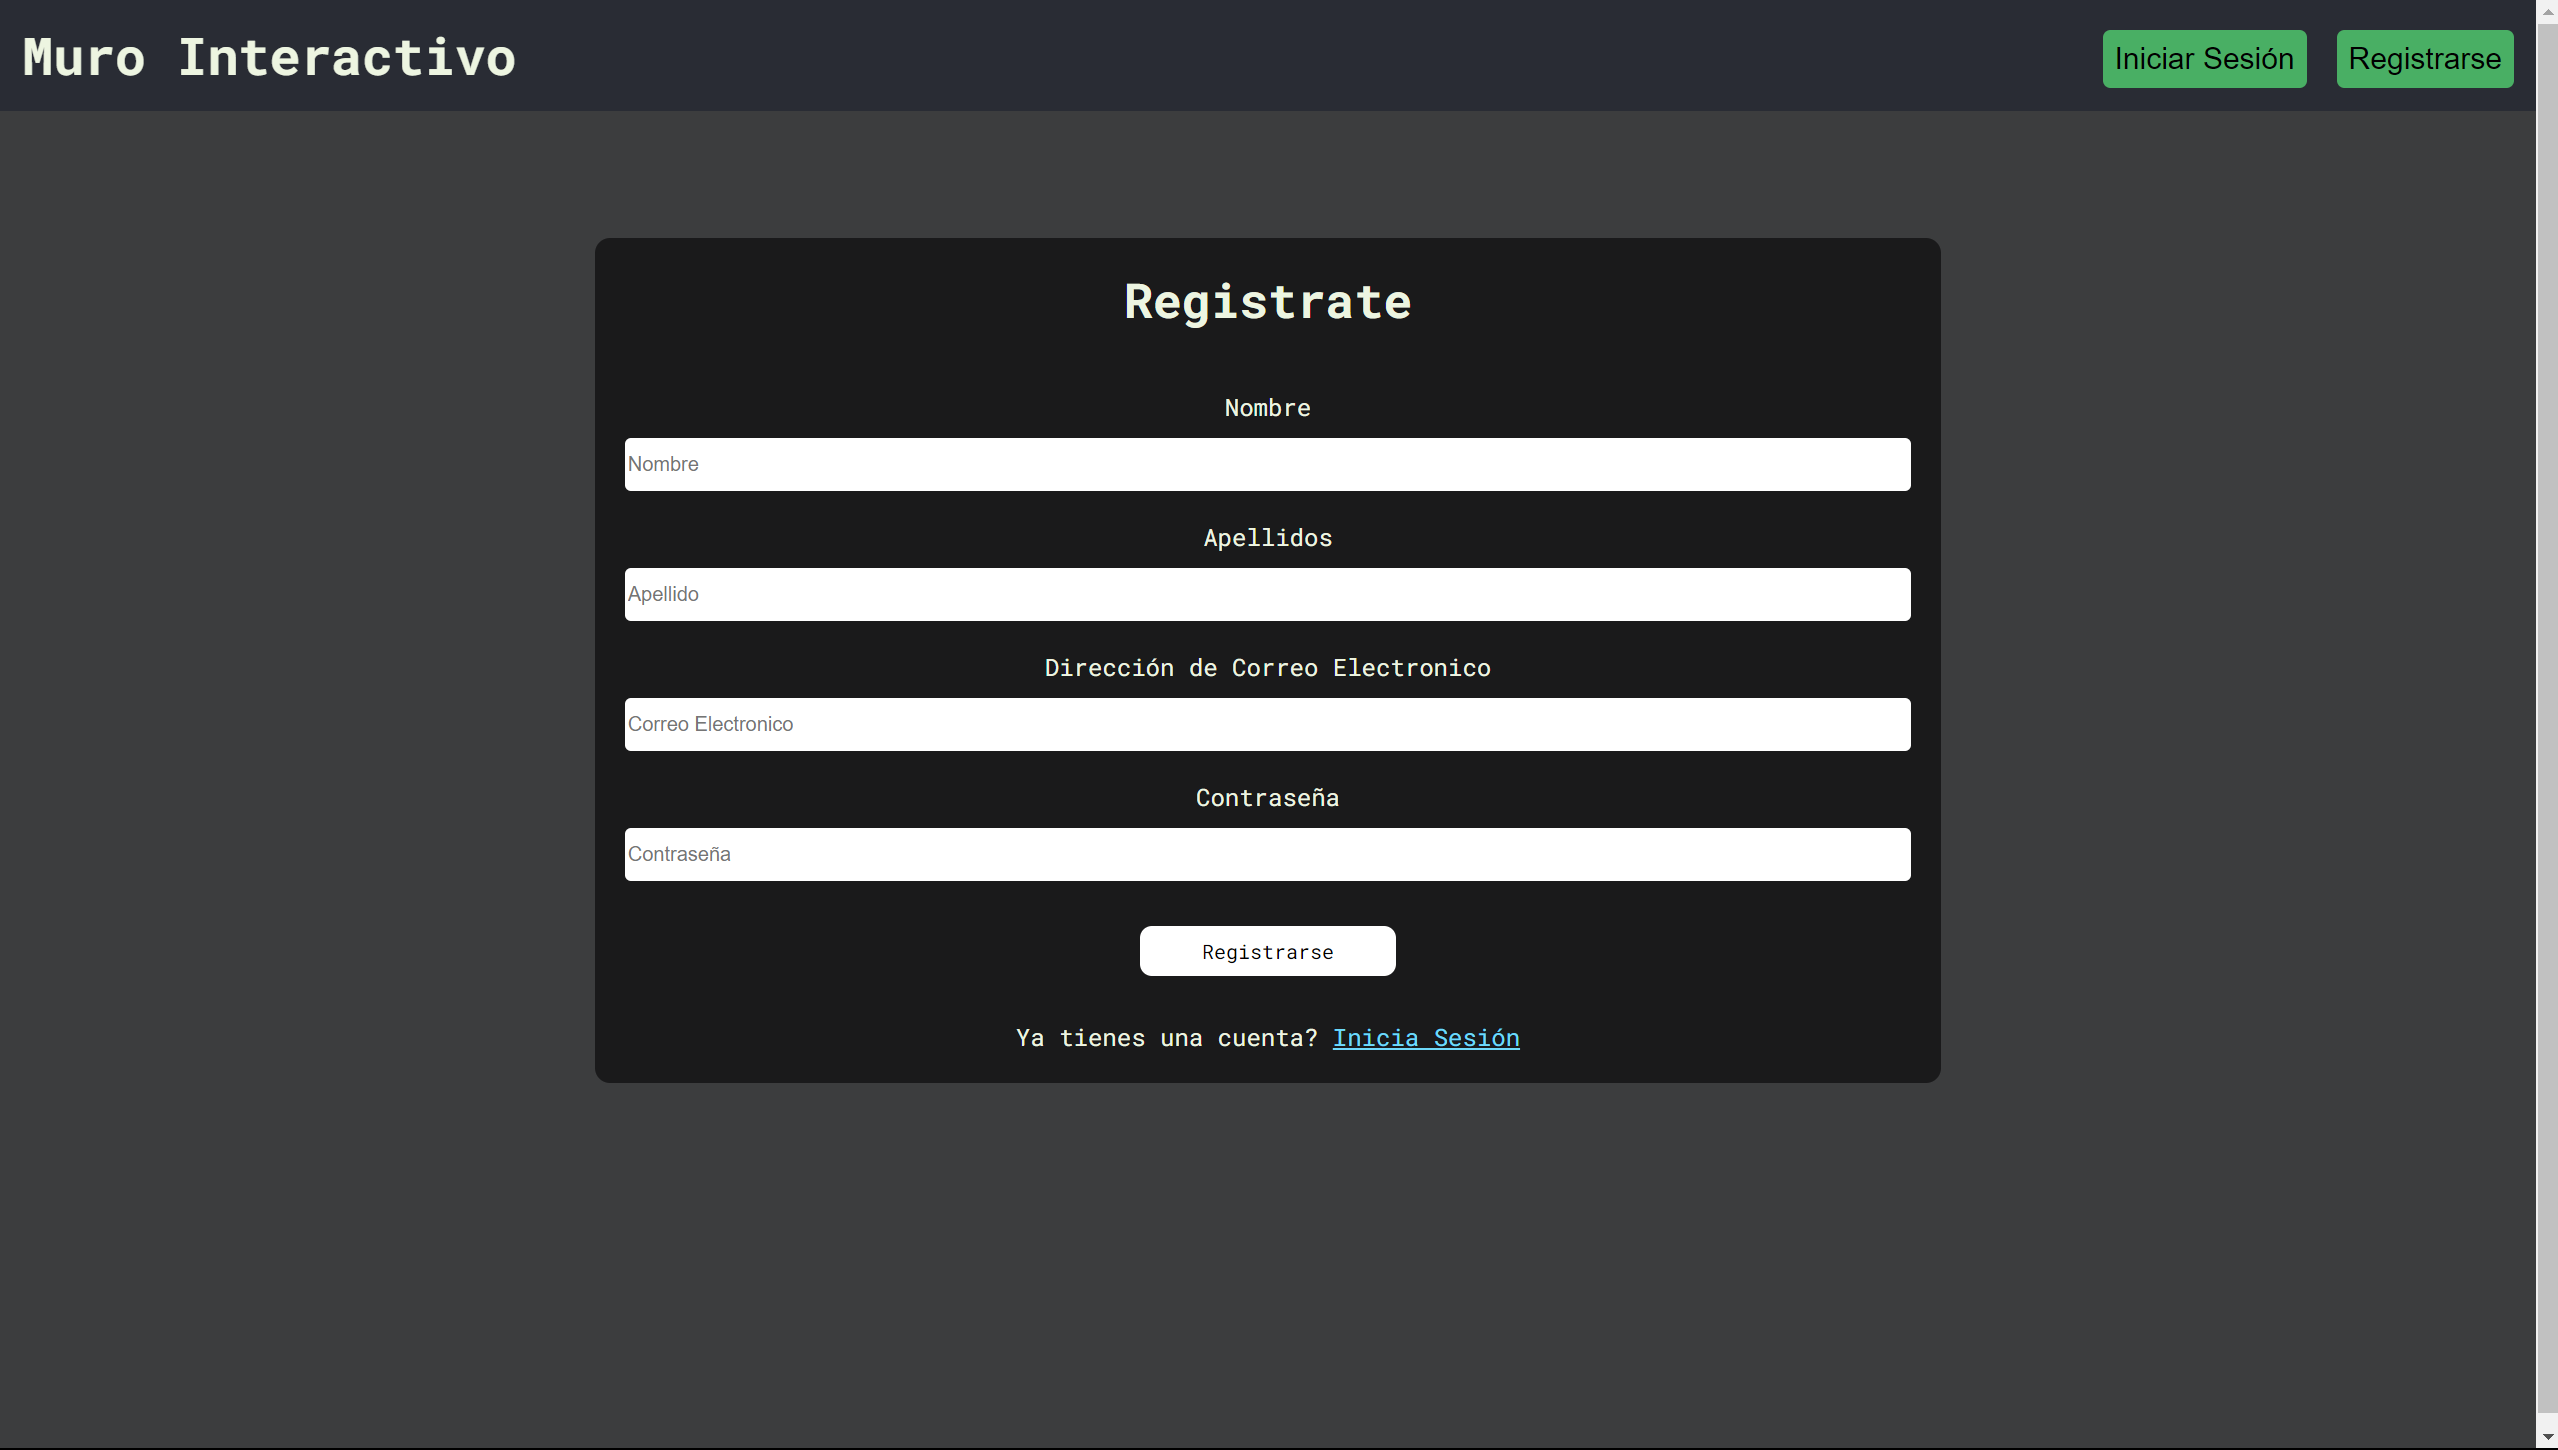 Muro Interactivo
Iniciar Sesión
Registrarse
Registrate
Nombre
Nombre
Apellidos
Apellido
Dirección de Correo Electronico
Correo Electronico
Contraseña
Contraseña
Registrarse
Ya tienes una cuenta? Inicia Sesión